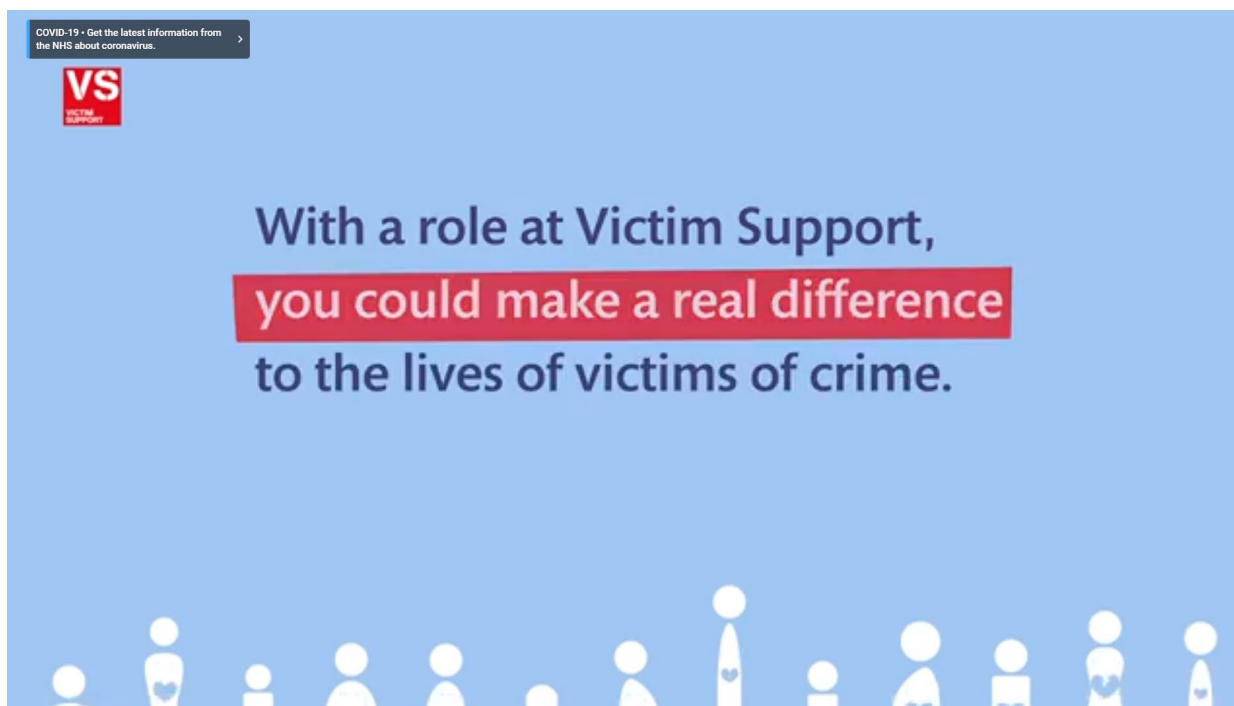 COVID-19 • Get the latest information from
the NHS about coronavirus.
VS
VICTIM
SUPPORT
With a role at Victim Support,
you could make a real difference
to the lives of victims of crime.